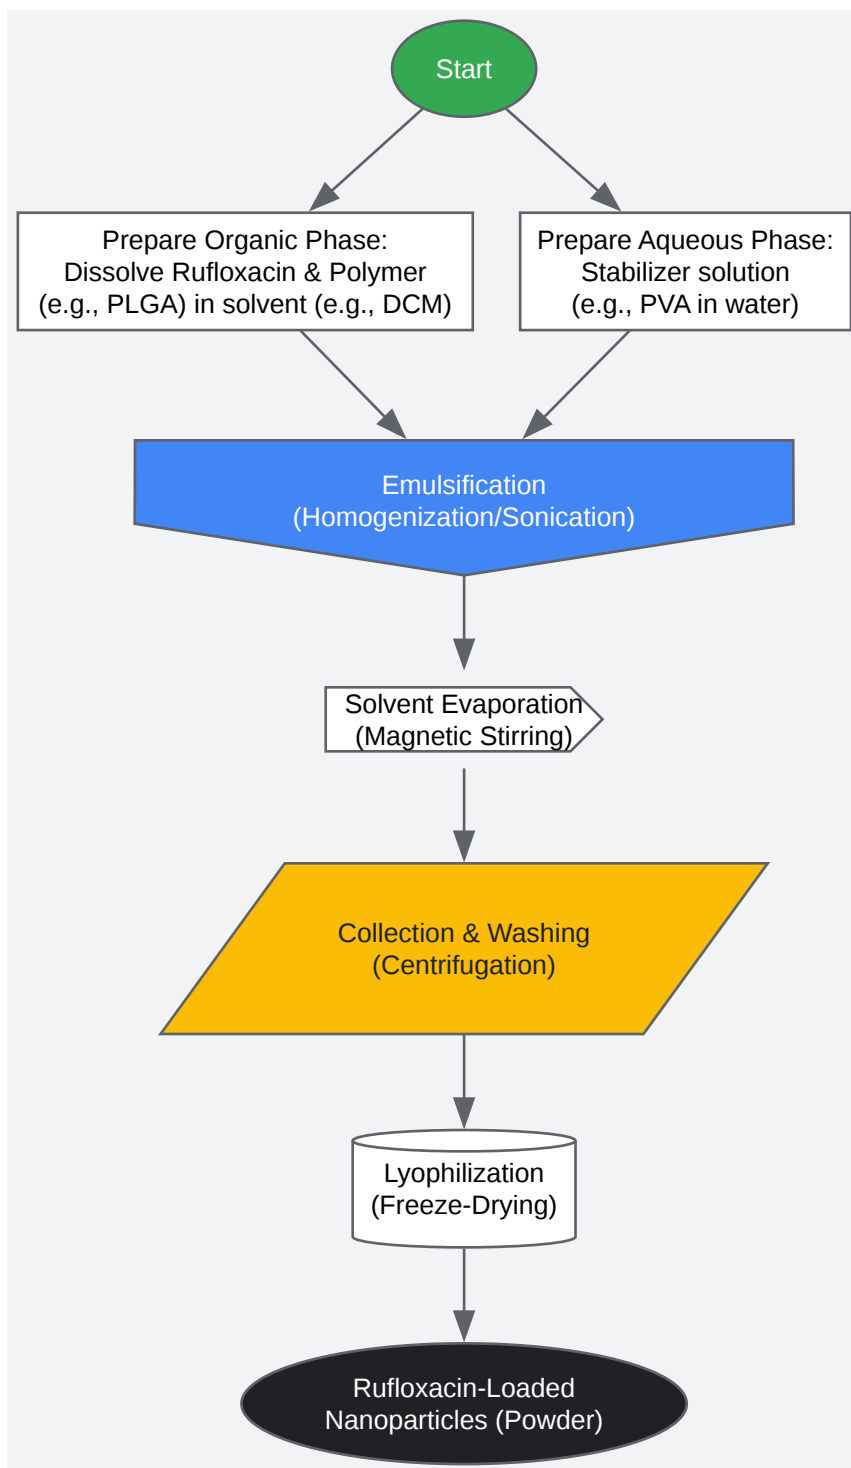 Start
Prepare Organic Phase:
Dissolve Rufloxacin & Polymer
(e.g., PLGA) in solvent (e.g., DCM)
Prepare Aqueous Phase:
Stabilizer solution
(e.g., PVA in water)
Emulsification
(Homogenization/Sonication)
Solvent Evaporation
(Magnetic Stirring)
Collection & Washing
(Centrifugation)
Lyophilization
(Freeze-Drying)
Rufloxacin-Loaded
Nanoparticles (Powder)